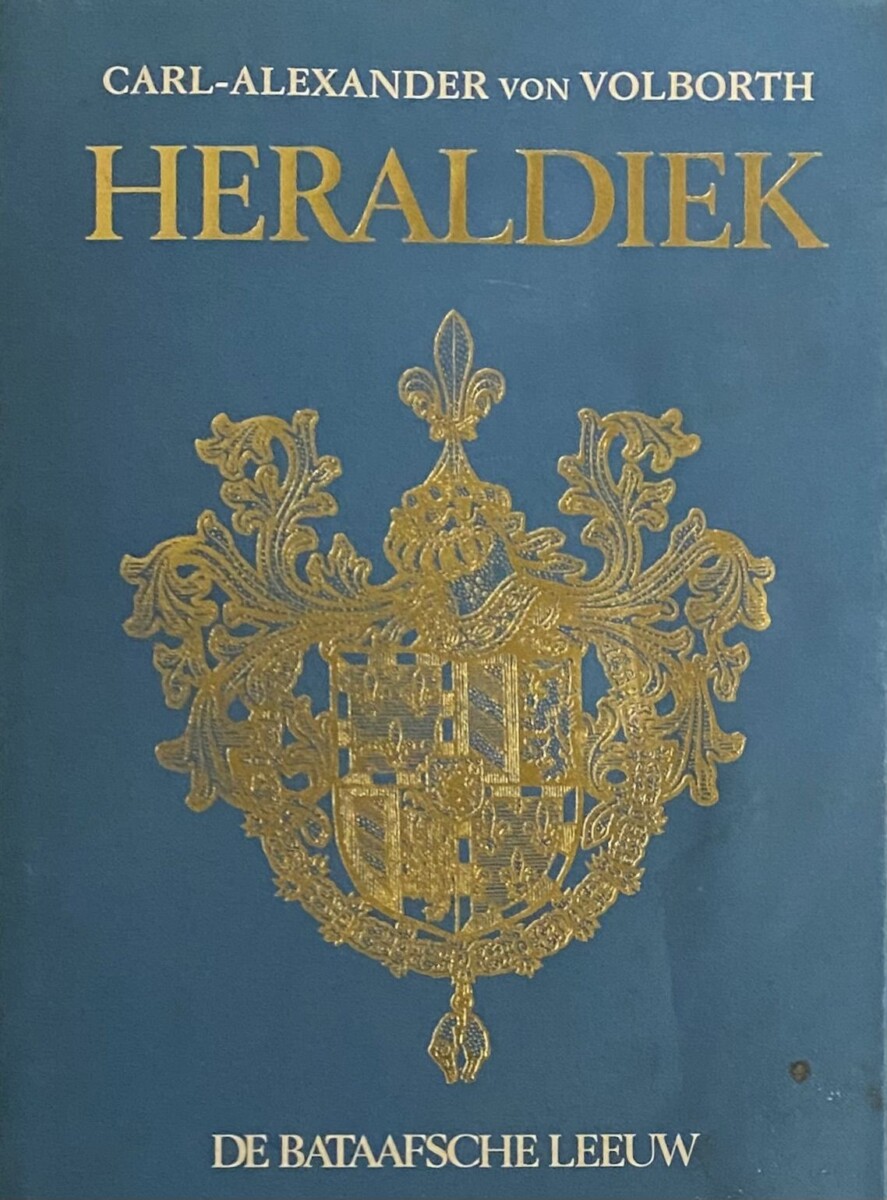 CARL-ALEXANDER VON VOLBORTH
HERALDIEK
DE BATAAFSCHE LEEUW